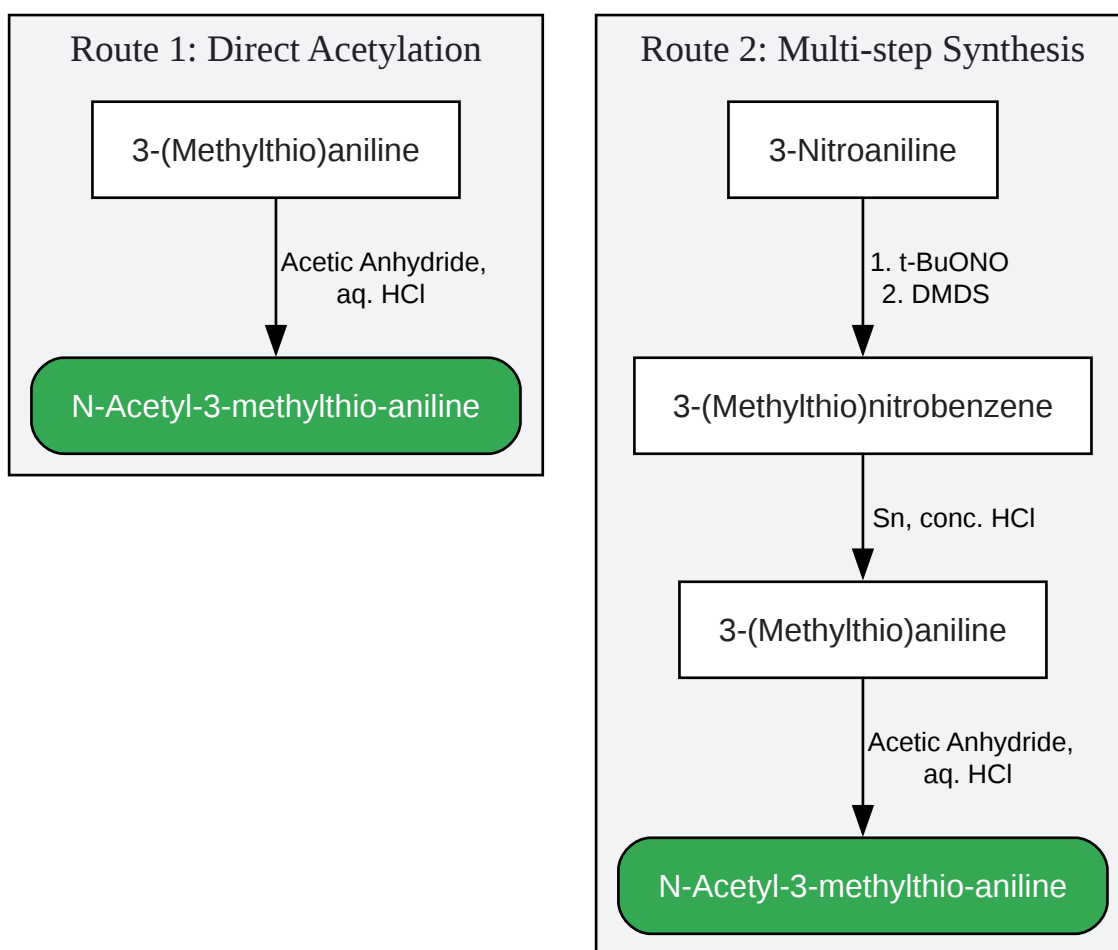 Route 1: Direct Acetylation
3-(Methylthio)aniline
Acetic Anhydride,
aq. HCl
N-Acetyl-3-methylthio-aniline
Route 2: Multi-step Synthesis
3-Nitroaniline
1. t-BuONO
2. DMDS
3-(Methylthio)nitrobenzene
Sn, conc. HCl
3-(Methylthio)aniline
Acetic Anhydride,
aq. HCl
N-Acetyl-3-methylthio-aniline